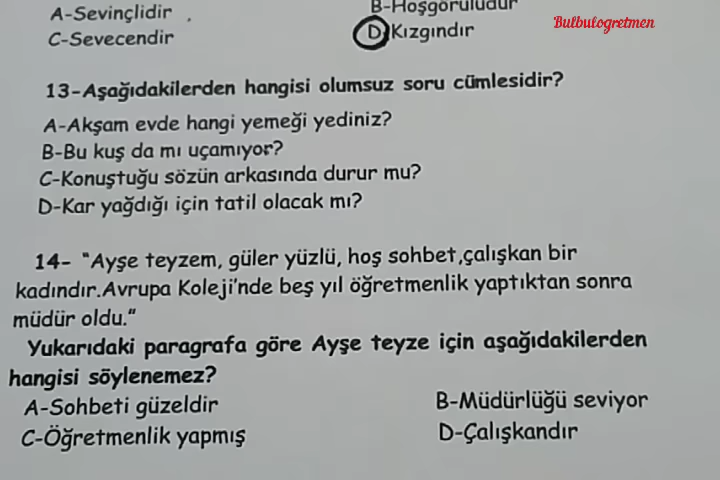 A-Sevinçlidir
B-Hoşgörülüdür
Bulbulogretmen
C-Sevecendir
D-Kızgındır
13-Aşağıdakilerden hangisi olumsuz soru cümlesidir?
A-Akşam evde hangi yemeği yediniz?
B-Bu kuş da mı uçamıyor?
C-Konuştuğu sözün arkasında durur mu?
D-Kar yağdığı için tatil olacak mı?
14- "Ayşe teyzem, güler yüzlü, hoş sohbet,çalışkan bir
kadındır.Avrupa Koleji'nde beş yıl öğretmenlik yaptıktan sonra
müdür oldu."
Yukarıdaki paragrafa göre Ayşe teyze için aşağıdakilerden
hangisi söylenemez?
A-Sohbeti güzeldir
B-Müdürlüğü seviyor
C-Öğretmenlik yapmış
D-Çalışkandır